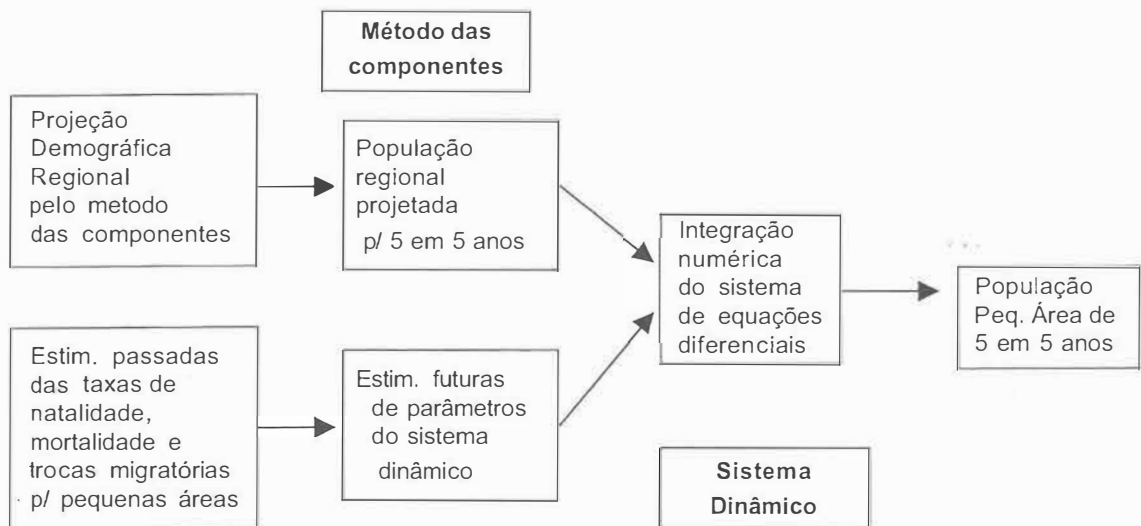 Método das
componentes
Projeção
Demográfica
Regional
pelo metodo
das componentes
População
regional
projetada
p/ 5 em 5 anos
Integração
numérica
do sistema
de equações
diferenciais
População
Peq. Área de
5 em 5 anos
Estim. passadas
das taxas de
natalidade,
mortalidade e
trocas migratórias
p/ pequenas áreas
Estim. futuras
de parâmetros
do sistema
dinâmico
Sistema
Dinâmico